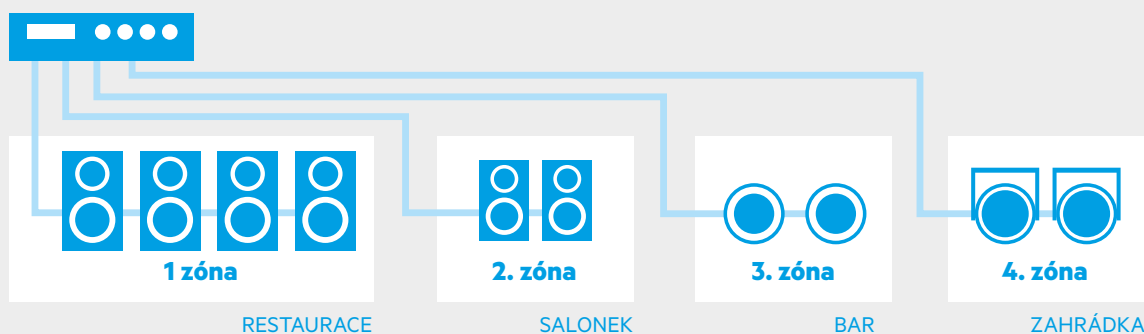 1 zóna
2. zóna
3. zóna
4. zóna
RESTAURACE
SALONEK
BAR
ZAHRÁDKA